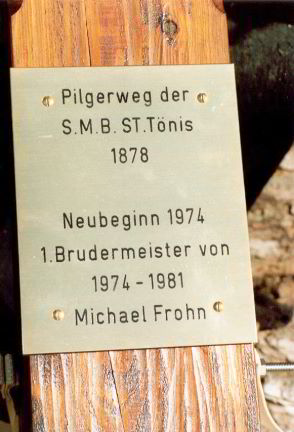 Pilgerweg der
S.M.B. ST.Tönis
1878
Neubeginn 1974
1.Brudermeister von
1974-1981
Michael Frohn